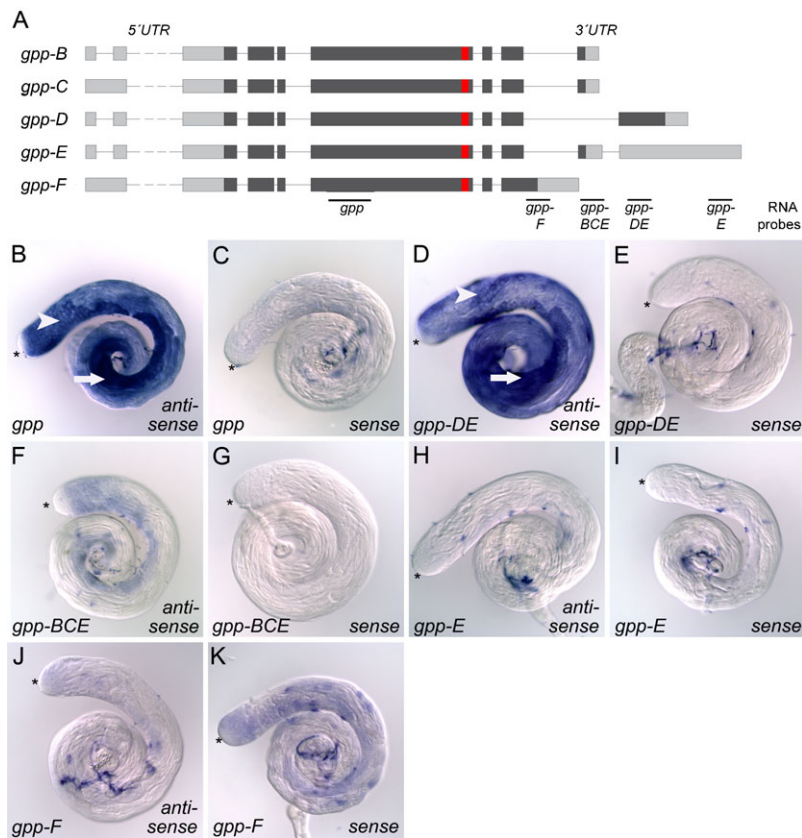 A
5´UTR
3´UTR
gpp-B
gpp-C
gpp-D
gpp-E
gpp-F
gpp
gpp-
F
gpp-
BCE
gpp-
DE
gpp-
E
RNA
probes
B
*
gpp
anti-
sense
C
*
gpp
sense
D
*
gpp-DE
anti-
sense
E
*
gpp-DE
sense
F
*
gpp-BCE
anti-
sense
G
*
gpp-BCE
sense
H
*
gpp-E
anti-
sense
I
*
gpp-E
sense
J
*
gpp-F
anti-
sense
K
*
gpp-F
sense